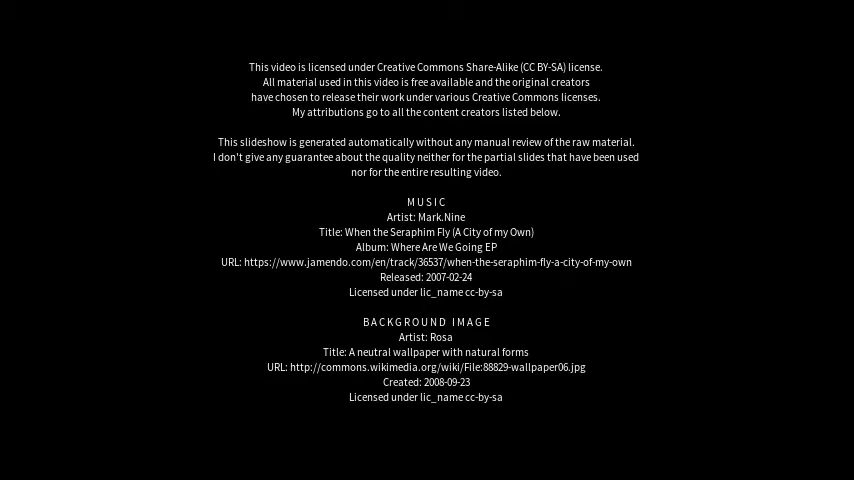 This video is licensed under Creative Commons Share-Alike (CC BY-SA) license.
All material used in this video is free available and the original creators
have chosen to release their work under various Creative Commons licenses.
My attributions go to all the content creators listed below.
This slideshow is generated automatically without any manual review of the raw material.
I don't give any guarantee about the quality neither for the partial slides that have been used
nor for the entire resulting video.
MUSIC
Artist: Mark.Nine
Title: When the Seraphim Fly (A City of my Own)
Album: Where Are We Going EP
URL: https://www.jamendo.com/en/track/36537/when-the-seraphim-fly-a-city-of-my-own
Released: 2007-02-24
Licensed under lic_name cc-by-sa
BACKGROUND IMAGE
Artist: Rosa
Title: A neutral wallpaper with natural forms
URL: http://commons.wikimedia.org/wiki/File:88829-wallpaper06.jpg
Created: 2008-09-23
Licensed under lic_name cc-by-sa